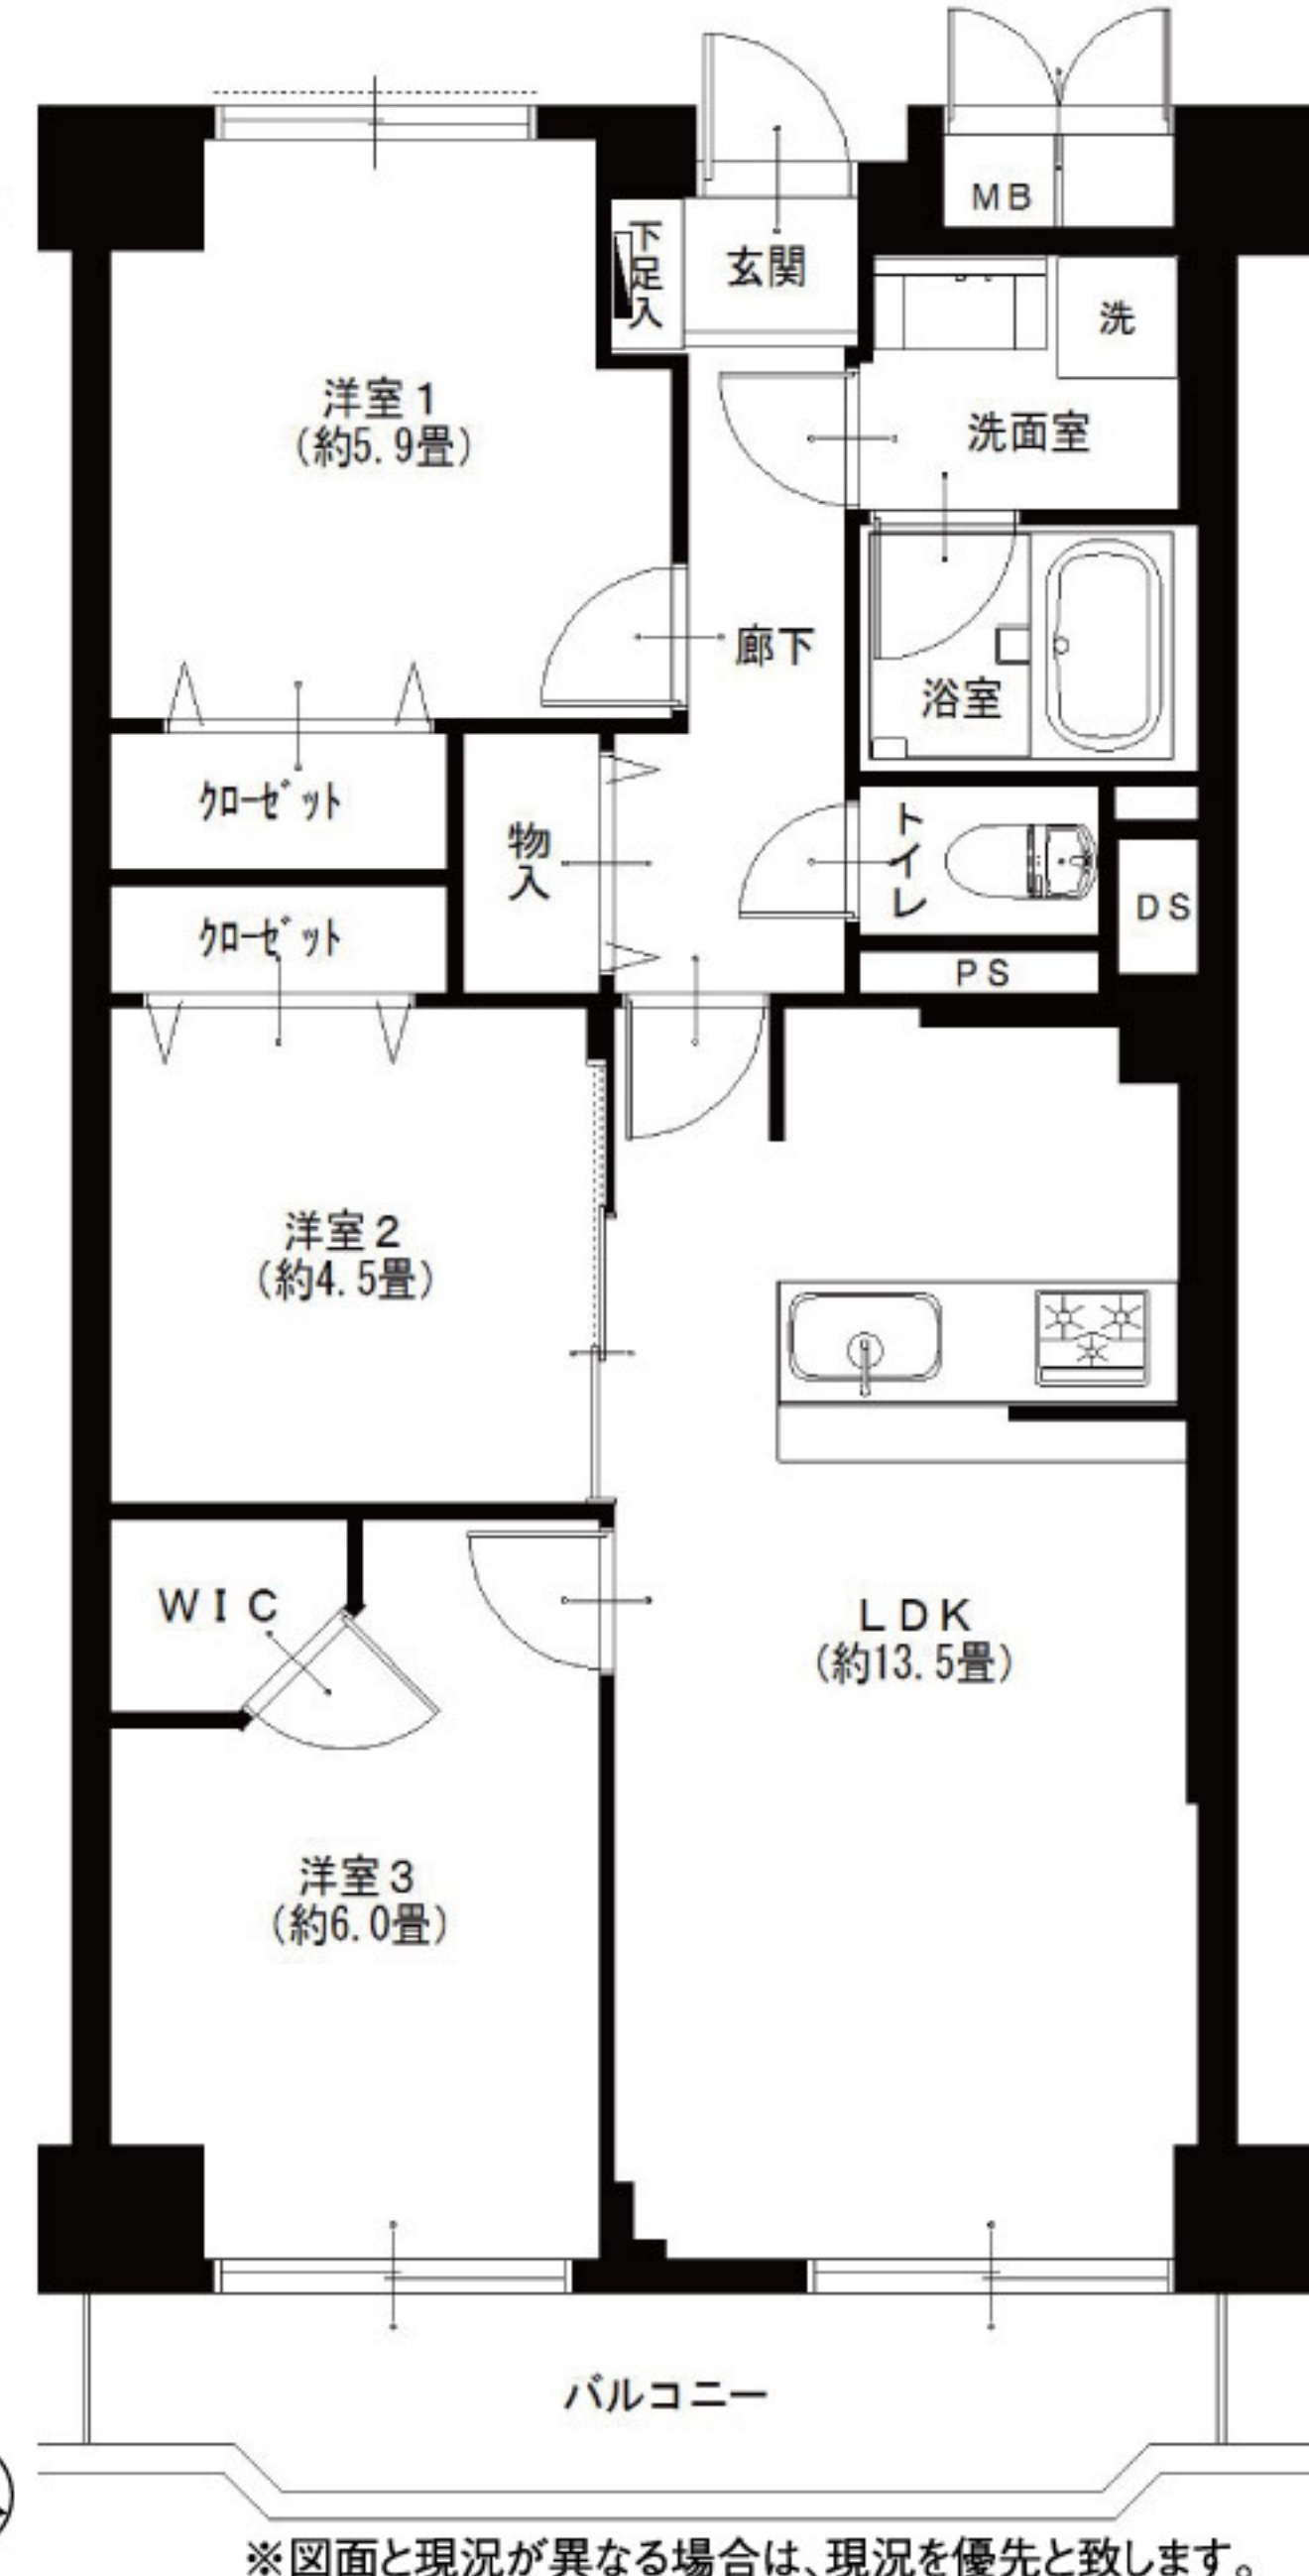 MB
下足入
玄関
洗
洋室1
(約5.9畳)
洗面室
廊下
浴室
ｸﾛｰｾﾞｯﾄ
物入
トイレ
ｸﾛｰｾﾞｯﾄ
DS
PS
洋室2
(約4.5畳)
WIC
LDK
(約13.5畳)
洋室3
(約6.0畳)
バルコニー
※図面と現況が異なる場合は、現況を優先と致します。